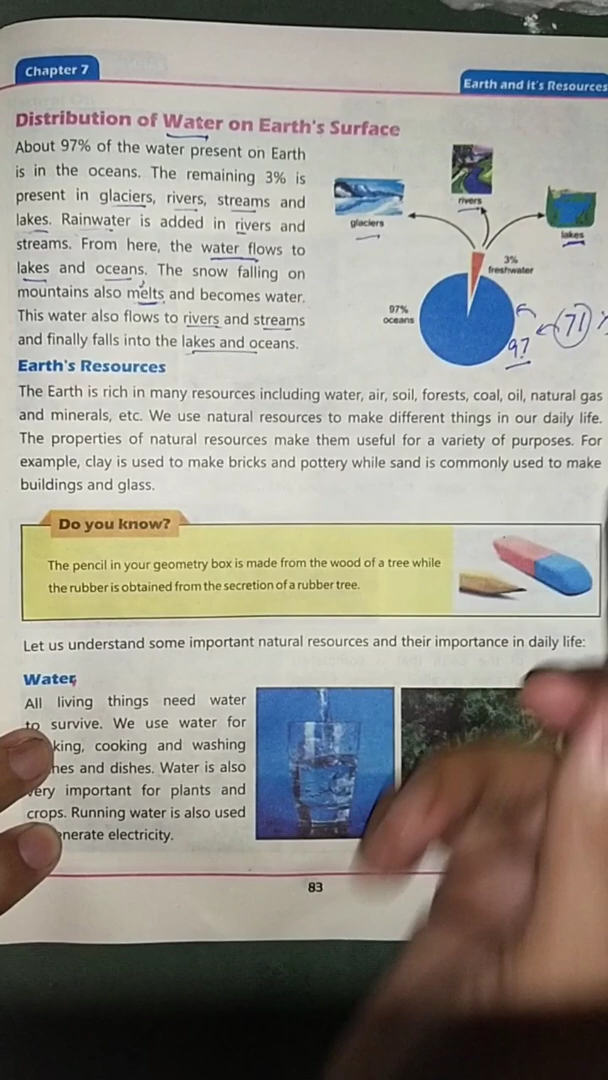 Chapter 7
Earth and it's Resources
Distribution of Water on Earth's Surface
About 97% of the water present on Earth
is in the oceans. The remaining 3% is
present in glaciers, rivers, streams and
lakes. Rainwater is added in rivers and
streams. From here, the water flows to
lakes and oceans. The snow falling on
mountains also melts and becomes water.
This water also flows to rivers and streams
and finally falls into the lakes and oceans.
glaciers
rivers
lakes
3%
freshwater
97%
oceans
97
71%
Earth's Resources
The Earth is rich in many resources including water, air, soil, forests, coal, oil, natural gas
and minerals, etc. We use natural resources to make different things in our daily life.
The properties of natural resources make them useful for a variety of purposes. For
example, clay is used to make bricks and pottery while sand is commonly used to make
buildings and glass.
Do you know?
The pencil in your geometry box is made from the wood of a tree while
the rubber is obtained from the secretion of a rubber tree.
Let us understand some important natural resources and their importance in daily life:
Water
All living things need water
to survive. We use water for
king, cooking and washing
hes and dishes. Water is also
very important for plants and
crops. Running water is also used
enerate electricity.
83